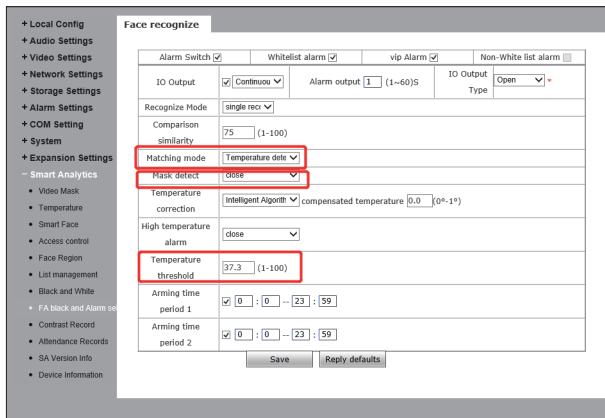 + Local Config
+ Audio Settings
+ Video Settings
+ Network Settings
+ Storage Settings
+ Alarm Settings
+ COM Setting
+ System
+ Expansion Settings
− Smart Analytics
• Video Mask
• Temperature
• Smart Face
• Access control
• Face Region
• List management
• Black and White
• FA black and Alarm set
• Contrast Record
• Attendance Records
• SA Version Info
• Device Information
Face recognize
Alarm Switch Whitelist alarm vip Alarm Non-White list alarm
IO Output Continuou Alarm output 1 (1~60)S IO Output Type Open *
Recognize Mode single reco
Comparison similarity 75 (1-100)
Matching mode Temperature dete
Mask detect close
Temperature correction Intelligent Algorith compensated temperature 0.0 (0°-1°)
High temperature alarm close
Temperature threshold 37.3 (1-100)
Arming time period 1 0 : 0 -- 23 : 59
Arming time period 2 0 : 0 -- 23 : 59
Save Reply defaults